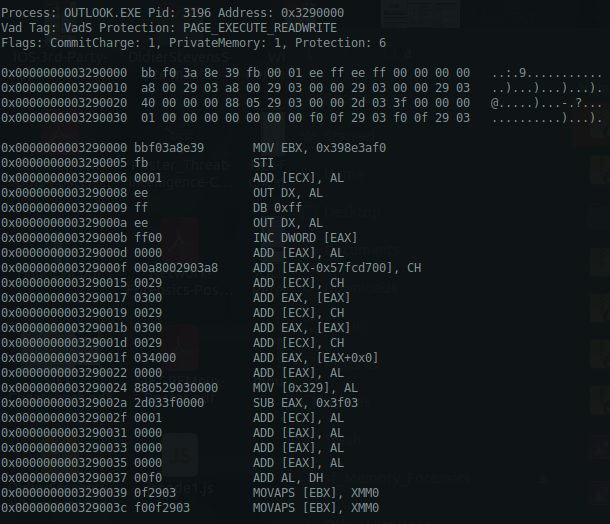 Process: OUTLOOK.EXE Pid: 3196 Address: 0x3290000
Vad Tag: VadS Protection: PAGE_EXECUTE_READWRITE
Flags: CommitCharge: 1, PrivateMemory: 1, Protection: 6
0x0000000003290000 bb f0 3a 8e 39 fb 00 01 ee ff ee ff 00 00 00 00 ..:.9...........
0x0000000003290010 a8 00 29 03 a8 00 29 03 00 00 29 03 00 00 29 03 ..)...)...)...).
0x0000000003290020 40 00 00 00 88 05 29 03 00 00 2d 03 3f 00 00 00 @.....)...-.?...
0x0000000003290030 01 00 00 00 00 00 00 00 f0 0f 29 03 f0 0f 29 03 ..........)...).
0x0000000003290000 bbf03a8e39 MOV EBX, 0x398e3af0
0x0000000003290005 fb STI
0x0000000003290006 0001 ADD [ECX], AL
0x0000000003290008 ee OUT DX, AL
0x0000000003290009 ff DB 0xff
0x000000000329000a ee OUT DX, AL
0x000000000329000b ff00 INC DWORD [EAX]
0x000000000329000d 0000 ADD [EAX], AL
0x000000000329000f 00a8002903a8 ADD [EAX-0x57fcd700], CH
0x0000000003290015 0029 ADD [ECX], CH
0x0000000003290017 0300 ADD EAX, [EAX]
0x0000000003290019 0029 ADD [ECX], CH
0x000000000329001b 0300 ADD EAX, [EAX]
0x000000000329001d 0029 ADD [ECX], CH
0x000000000329001f 034000 ADD EAX, [EAX+0x0]
0x0000000003290022 0000 ADD [EAX], AL
0x0000000003290024 880529030000 MOV [0x329], AL
0x000000000329002a 2d033f0000 SUB EAX, 0x3f03
0x000000000329002f 0001 ADD [ECX], AL
0x0000000003290031 0000 ADD [EAX], AL
0x0000000003290033 0000 ADD [EAX], AL
0x0000000003290035 0000 ADD [EAX], AL
0x0000000003290037 00f0 ADD AL, DH
0x0000000003290039 0f2903 MOVAPS [EBX], XMM0
0x000000000329003c f00f2903 MOVAPS [EBX], XMM0